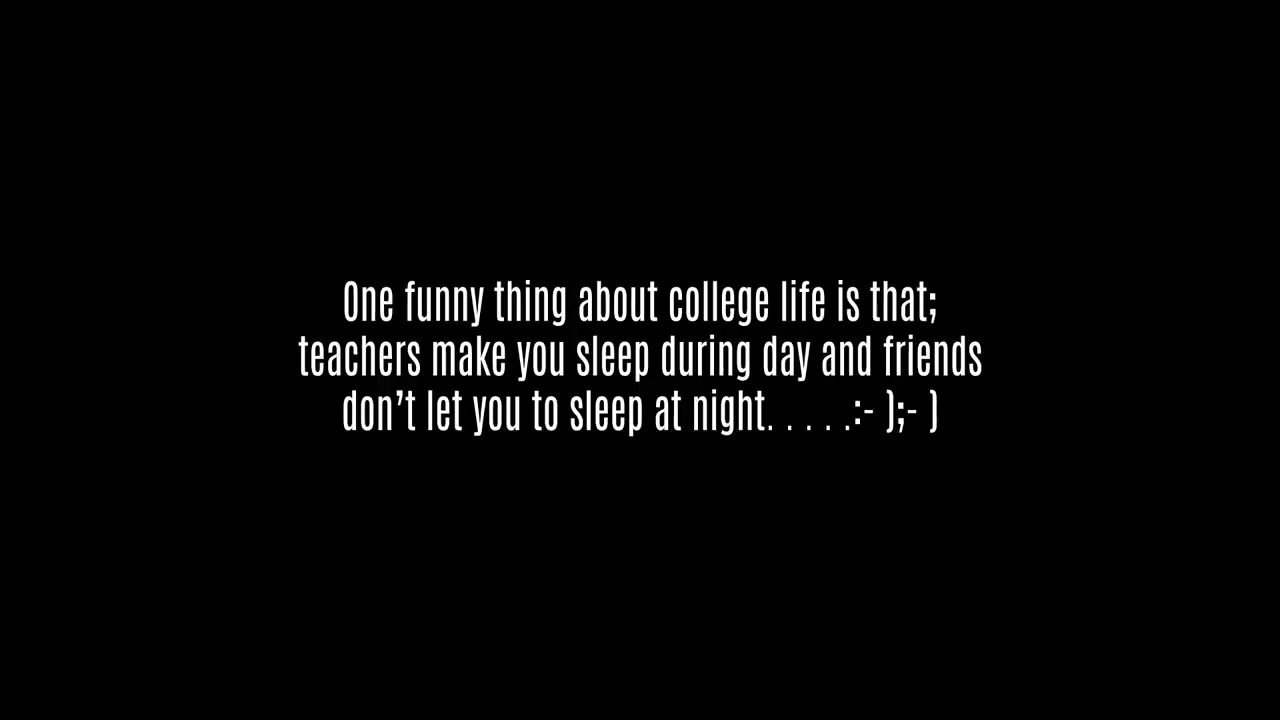 One funny thing about college life is that;
teachers make you sleep during day and friends
don’t let you to sleep at night. . . . .:- );- )